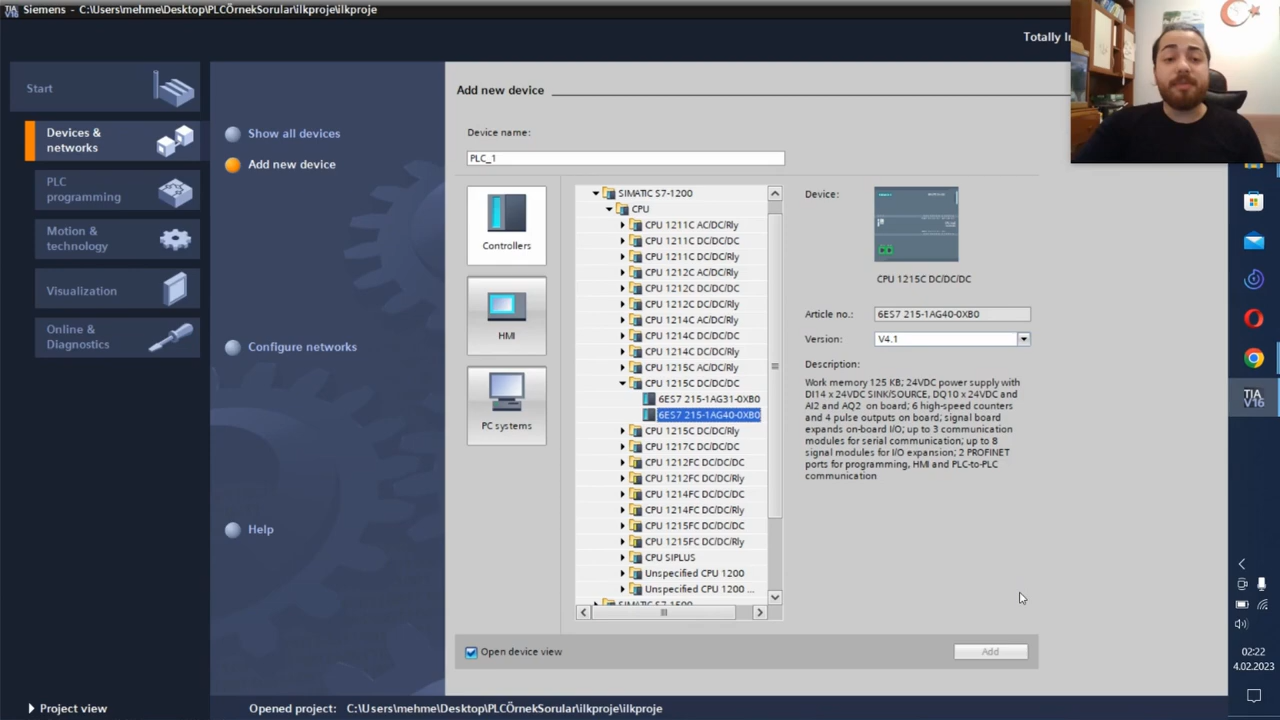 Siemens - C:\Users\mehme\Desktop\PLCÖrnekSorular\ilkproje\ilkproje
Totally In
Start
Devices &
networks
PLC
programming
Motion &
technology
Visualization
Online &
Diagnostics
Show all devices
Add new device
Configure networks
Help
Add new device
Device name:
PLC_1
Controllers
HMI
PC systems
SIMATIC S7-1200
CPU
CPU 1211C AC/DC/Rly
CPU 1211C DC/DC/DC
CPU 1211C DC/DC/Rly
CPU 1212C AC/DC/Rly
CPU 1212C DC/DC/DC
CPU 1212C DC/DC/Rly
CPU 1214C AC/DC/Rly
CPU 1214C DC/DC/DC
CPU 1214C DC/DC/Rly
CPU 1215C AC/DC/Rly
CPU 1215C DC/DC/DC
6ES7 215-1AG31-0XB0
6ES7 215-1AG40-0XB0
CPU 1215C DC/DC/Rly
CPU 1217C DC/DC/DC
CPU 1212FC DC/DC/DC
CPU 1212FC DC/DC/Rly
CPU 1214FC DC/DC/DC
CPU 1214FC DC/DC/Rly
CPU 1215FC DC/DC/DC
CPU 1215FC DC/DC/Rly
CPU SIPLUS
Unspecified CPU 1200
Unspecified CPU 1200 ...
SIMATIC S7-1500
Device:
CPU 1215C DC/DC/DC
Article no.:
6ES7 215-1AG40-0XB0
Version:
V4.1
Description:
Work memory 125 KB; 24VDC power supply with
DI14 x 24VDC SINK/SOURCE, DQ10 x 24VDC and
AI2 and AQ2 on board; 6 high-speed counters
and 4 pulse outputs on board; signal board
expands on-board I/O; up to 3 communication
modules for serial communication; up to 8
signal modules for I/O expansion; 2 PROFINET
ports for programming, HMI and PLC-to-PLC
communication
Open device view
Add
Project view
Opened project: C:\Users\mehme\Desktop\PLCÖrnekSorular\ilkproje\ilkproje
TIA
V16
02:22
4.02.2023